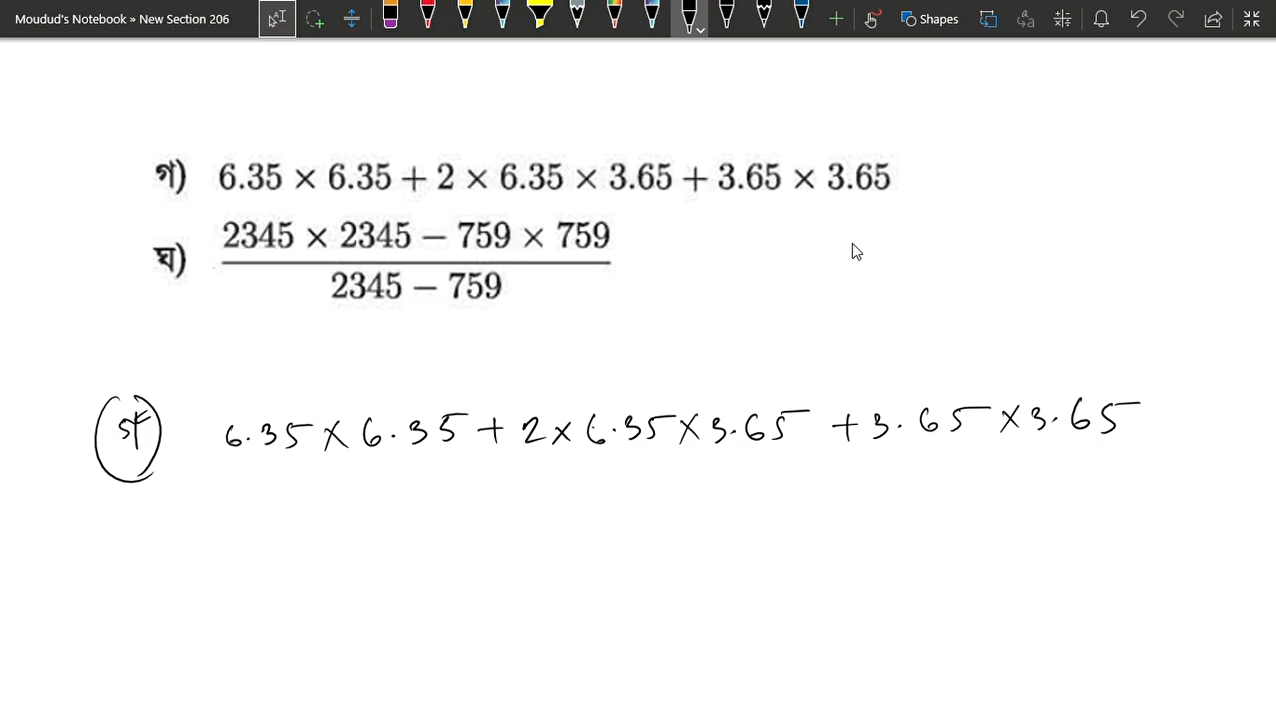 Moudud's Notebook » New Section 206
Shapes
গ) 6.35 × 6.35 + 2 × 6.35 × 3.65 + 3.65 × 3.65
ঘ) 2345 × 2345 − 759 × 759
2345 − 759
গ 6.35 × 6.35 + 2 × 6.35 × 3.65 + 3.65 × 3.65